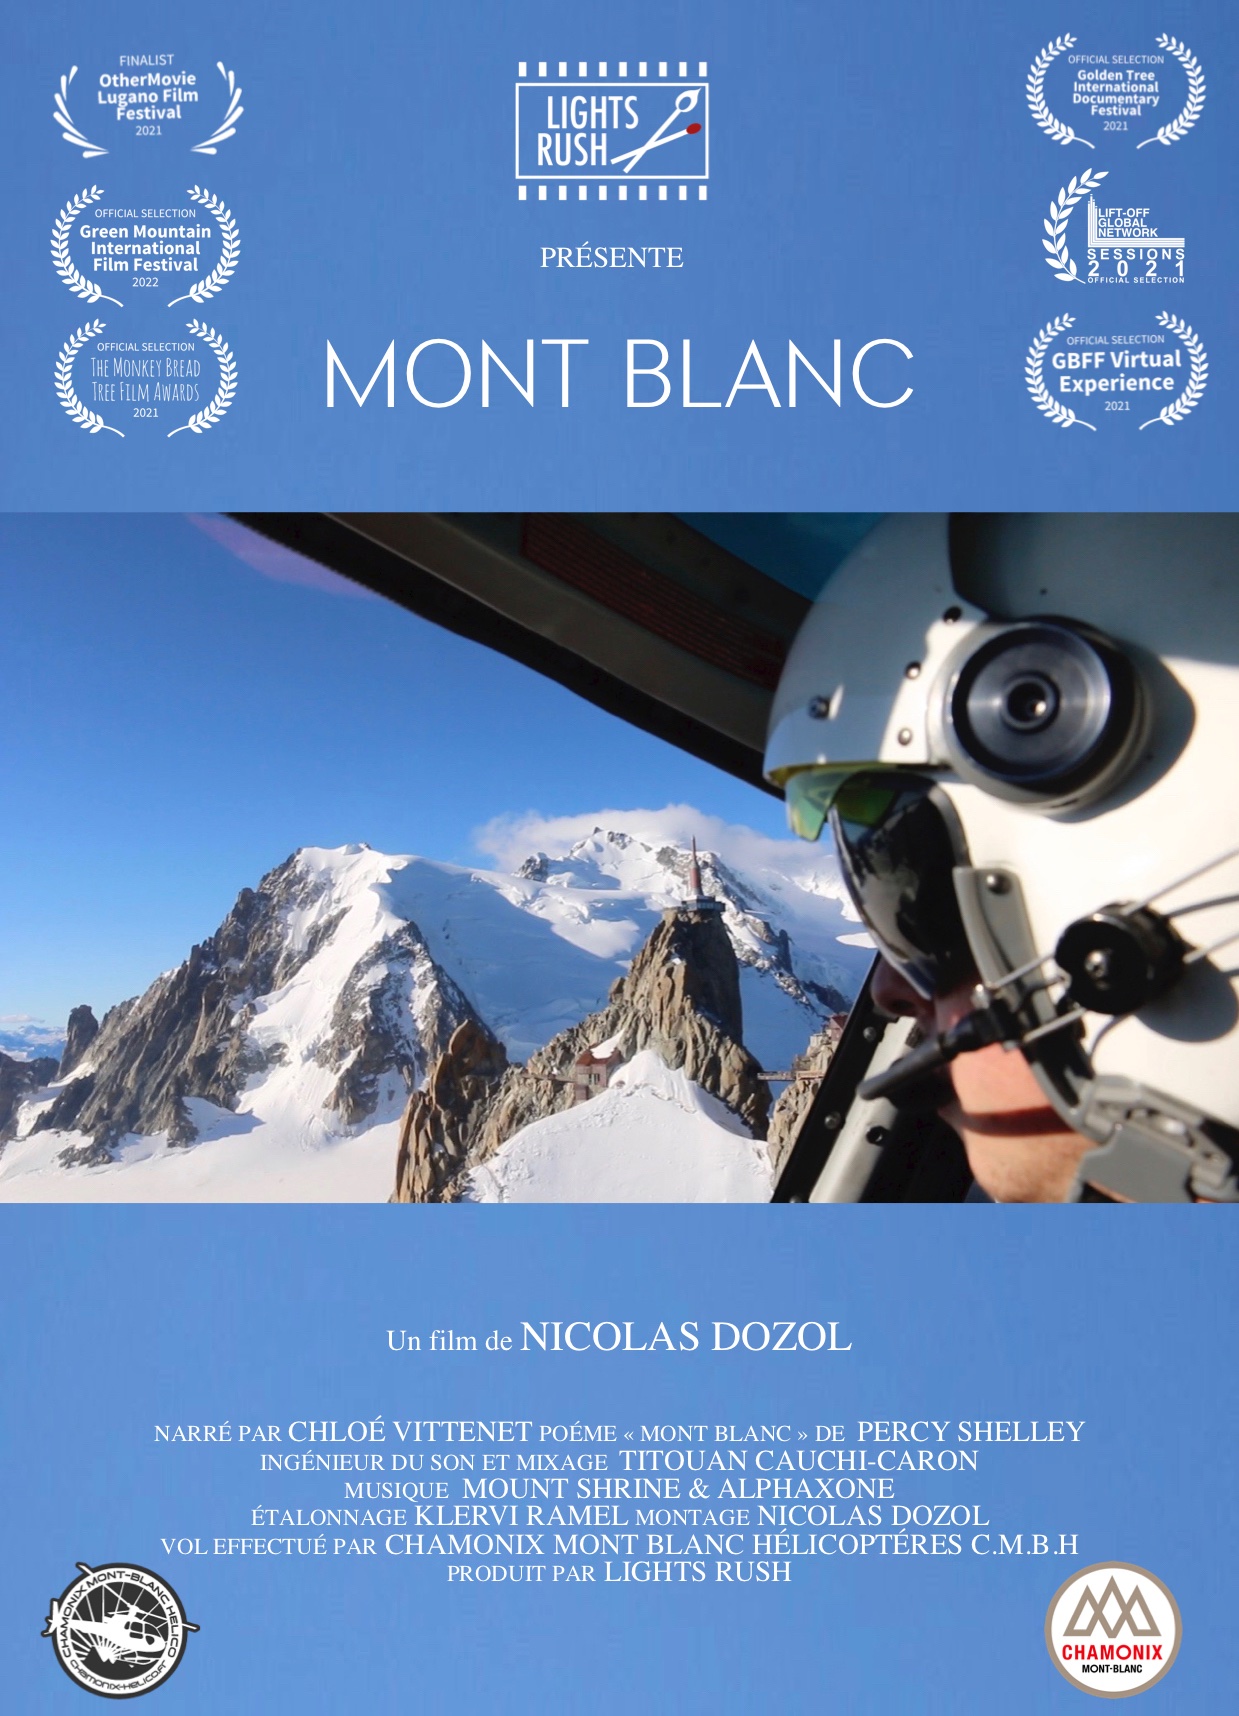 FINALIST
OtherMovie
Lugano Film
Festival
2021
OFFICIAL SELECTION
Green Mountain
International
Film Festival
2022
OFFICIAL SELECTION
THE MONKEY BREAD
TREE FILM AWARDS
2021
LIGHTS
RUSH
PRÉSENTE
MONT BLANC
OFFICIAL SELECTION
Golden Tree
International
Documentary
Festival
2021
LIFT-OFF
GLOBAL
NETWORK
SESSIONS
2021
OFFICIAL SELECTION
OFFICIAL SELECTION
GBFF Virtual
Experience
2021
Un film de NICOLAS DOZOL
NARRÉ PAR CHLOÉ VITTENET POÉME « MONT BLANC » DE PERCY SHELLEY
INGÉNIEUR DU SON ET MIXAGE TITOUAN CAUCHI-CARON
MUSIQUE MOUNT SHRINE & ALPHAXONE
ÉTALONNAGE KLERVI RAMEL MONTAGE NICOLAS DOZOL
VOL EFFECTUÉ PAR CHAMONIX MONT BLANC HÉLICOPTÉRES C.M.B.H
PRODUIT PAR LIGHTS RUSH
CHAMONIX MONT-BLANC HELICO
CHAMONIX-HELICO.FR
CHAMONIX
MONT-BLANC